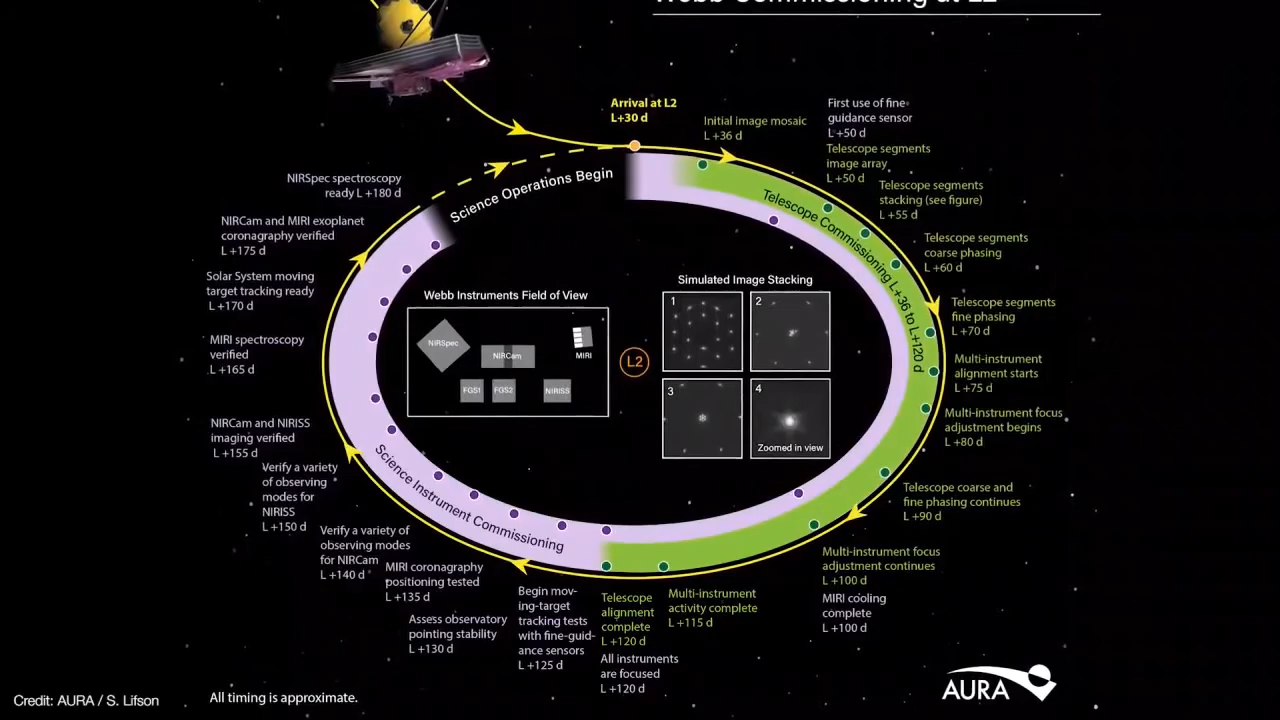 Webb Commissioning at L2
Arrival at L2
L+30 d
Initial image mosaic
L +36 d
First use of fine-
guidance sensor
L +50 d
Telescope segments
image array
L +50 d
Telescope segments
stacking (see figure)
L +55 d
Telescope segments
coarse phasing
L +60 d
Telescope segments
fine phasing
L +70 d
Multi-instrument
alignment starts
L +75 d
Multi-instrument focus
adjustment begins
L +80 d
Telescope coarse and
fine phasing continues
L +90 d
Multi-instrument focus
adjustment continues
L +100 d
MIRI cooling
complete
L +100 d
Multi-instrument
activity complete
L +115 d
Telescope
alignment
complete
L +120 d
All instruments
are focused
L +120 d
Begin mov-
ing-target
tracking tests
with fine-guid-
ance sensors
L +125 d
Assess observatory
pointing stability
L +130 d
MIRI coronagraphy
positioning tested
L +135 d
Verify a variety of
observing modes
for NIRCam
L +140 d
Verify a variety
of observing
modes for
NIRISS
L +150 d
NIRCam and NIRISS
imaging verified
L +155 d
MIRI spectroscopy
verified
L +165 d
Solar System moving
target tracking ready
L +170 d
NIRCam and MIRI exoplanet
coronagraphy verified
L +175 d
NIRSpec spectroscopy
ready L +180 d
Science Operations Begin
Telescope Commissioning L+36 to L+120 d
Science Instrument Commissioning
Webb Instruments Field of View
NIRSpec
NIRCam
MIRI
FGS1
FGS2
NIRISS
L2
Simulated Image Stacking
1
2
3
4
Zoomed in view
Credit: AURA / S. Lifson
All timing is approximate.
AURA